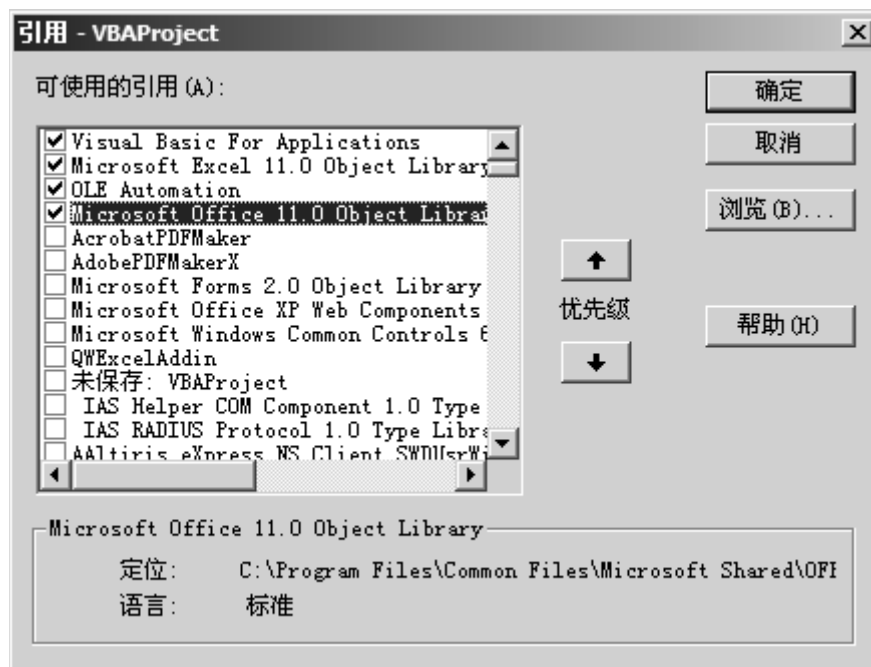 引用 - VBAProject
可使用的引用(A):
确定
Visual Basic For Applications
取消
Microsoft Excel 11.0 Object Library
OLE Automation
Microsoft Office 11.0 Object
浏览(B)...
AcrobatPDFMaker
AdobePDFMakerX
Microsoft Forms 2.0 Object Library
Microsoft Office XP Web Components
优先级
Microsoft Windows Common Controls
帮助(H)
QWExcelAddin
未保存: VBAProject
IAS Helper COM Component 1.0 Type
IAS RADIUS Protocol 1.0 Type
AAltiris eXpress NS Client
Microsoft Office 11.0 Object Library
定位: C:\Program Files\Common Files\Microsoft Shared\
语言: 标准